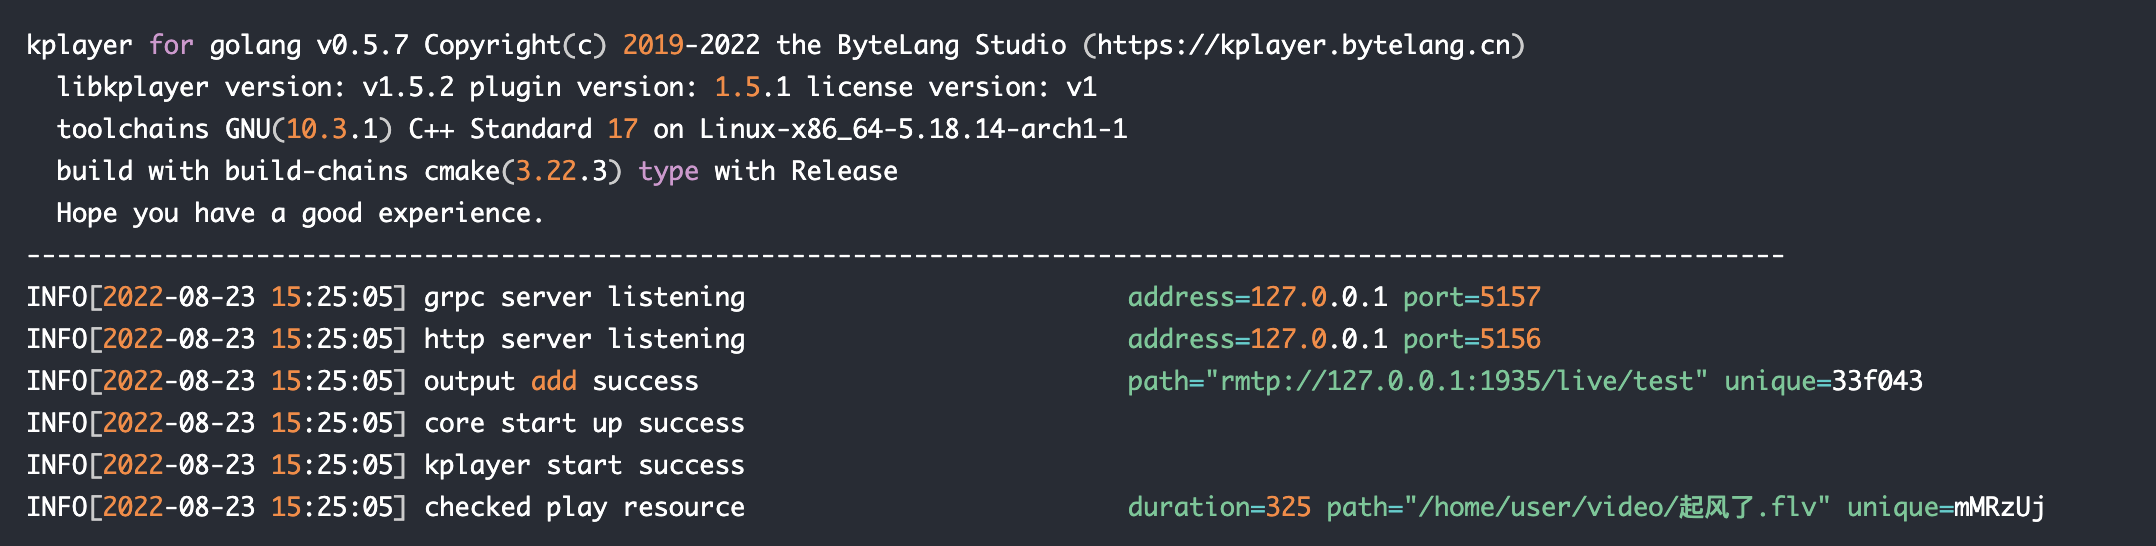 kplayer for golang v0.5.7 Copyright(c) 2019-2022 the ByteLang Studio (https://kplayer.bytelang.cn)
libkplayer version: v1.5.2 plugin version: 1.5.1 license version: v1
toolchains GNU(10.3.1) C++ Standard 17 on Linux-x86_64-5.18.14-arch1-1
build with build-chains cmake(3.22.3) type with Release
Hope you have a good experience.
-------------------------------------------------------------------------------------------------------------------
INFO[2022-08-23 15:25:05] grpc server listening address=127.0.0.1 port=5157
INFO[2022-08-23 15:25:05] http server listening address=127.0.0.1 port=5156
INFO[2022-08-23 15:25:05] output add success path="rmtp://127.0.0.1:1935/live/test" unique=33f043
INFO[2022-08-23 15:25:05] core start up success
INFO[2022-08-23 15:25:05] kplayer start success
INFO[2022-08-23 15:25:05] checked play resource duration=325 path="/home/user/video/起风了.flv" unique=mMRzUj